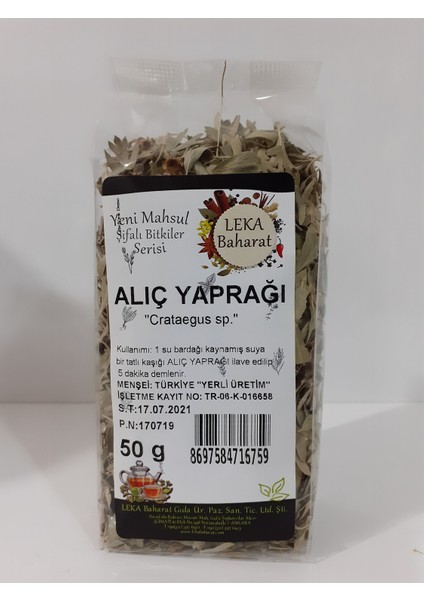 Yeni Mahsul
Şifalı Bitkiler
Serisi
LEKA
Baharat
ALIÇ YAPRAĞI
"Crataegus sp."
Kullanımı: 1 su bardağı kaynamış suya
bir tatlı kaşığı ALIÇ YAPRAĞI ilave edilip
5 dakika demlenir.
MENŞEİ: TÜRKİYE "YERLİ ÜRETİM"
İŞLETME KAYIT NO: TR-06-K-016658
S.T:17.07.2021
P.N:170719
50 g
8697584716759
LEKA Baharat Gıda Ür. Paz. San. Tic. Ltd. Şti.